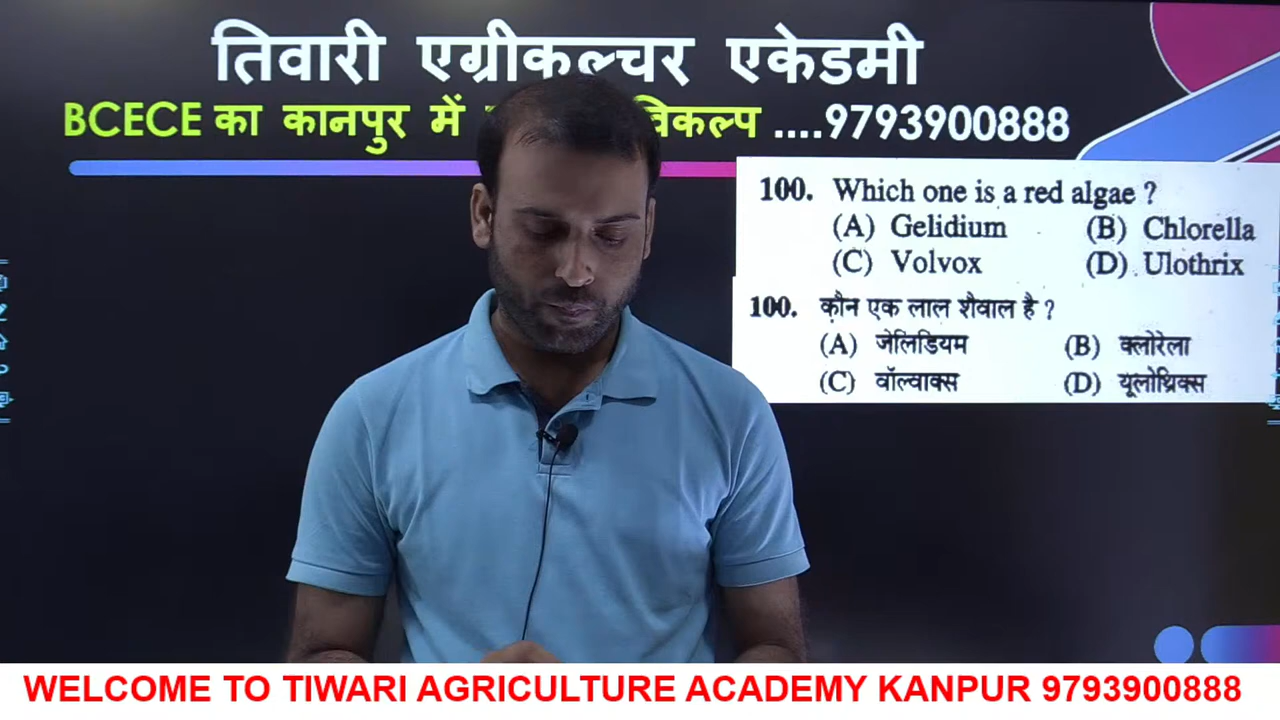 तिवारी एग्रीकल्चर एकेडमी
BCECE का कानपुर में विकल्प ....9793900888
100. Which one is a red algae ?
(A) Gelidium (B) Chlorella
(C) Volvox (D) Ulothrix
100. कौन एक लाल शैवाल है ?
(A) जेलिडियम (B) क्लोरेला
(C) वॉल्वाक्स (D) यूलोथ्रिक्स
WELCOME TO TIWARI AGRICULTURE ACADEMY KANPUR 9793900888